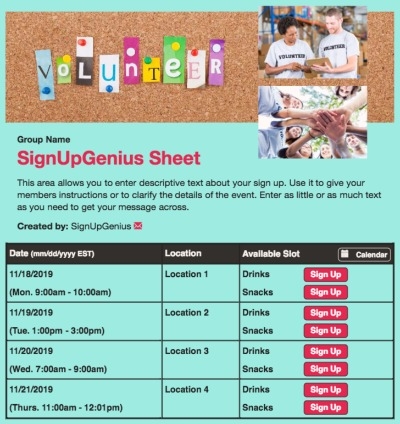 VOLUNTEER
VOLUNTEER
VOLUNTEER
Group Name
SignUpGenius Sheet
This area allows you to enter descriptive text about your sign up. Use it to give your
members instructions or to clarify the details of the event. Enter as little or as much text
as you need to get your message across.
Created by: SignUpGenius
Date (mm/dd/yyyy EST) Location Available Slot Calendar
11/18/2019 Location 1 Drinks Sign Up
(Mon. 9:00am - 10:00am) Snacks Sign Up
11/19/2019 Location 2 Drinks Sign Up
(Tue. 1:00pm - 3:00pm) Snacks Sign Up
11/20/2019 Location 3 Drinks Sign Up
(Wed. 7:00am - 9:00am) Snacks Sign Up
11/21/2019 Location 4 Drinks Sign Up
(Thurs. 11:00am - 12:01pm) Snacks Sign Up